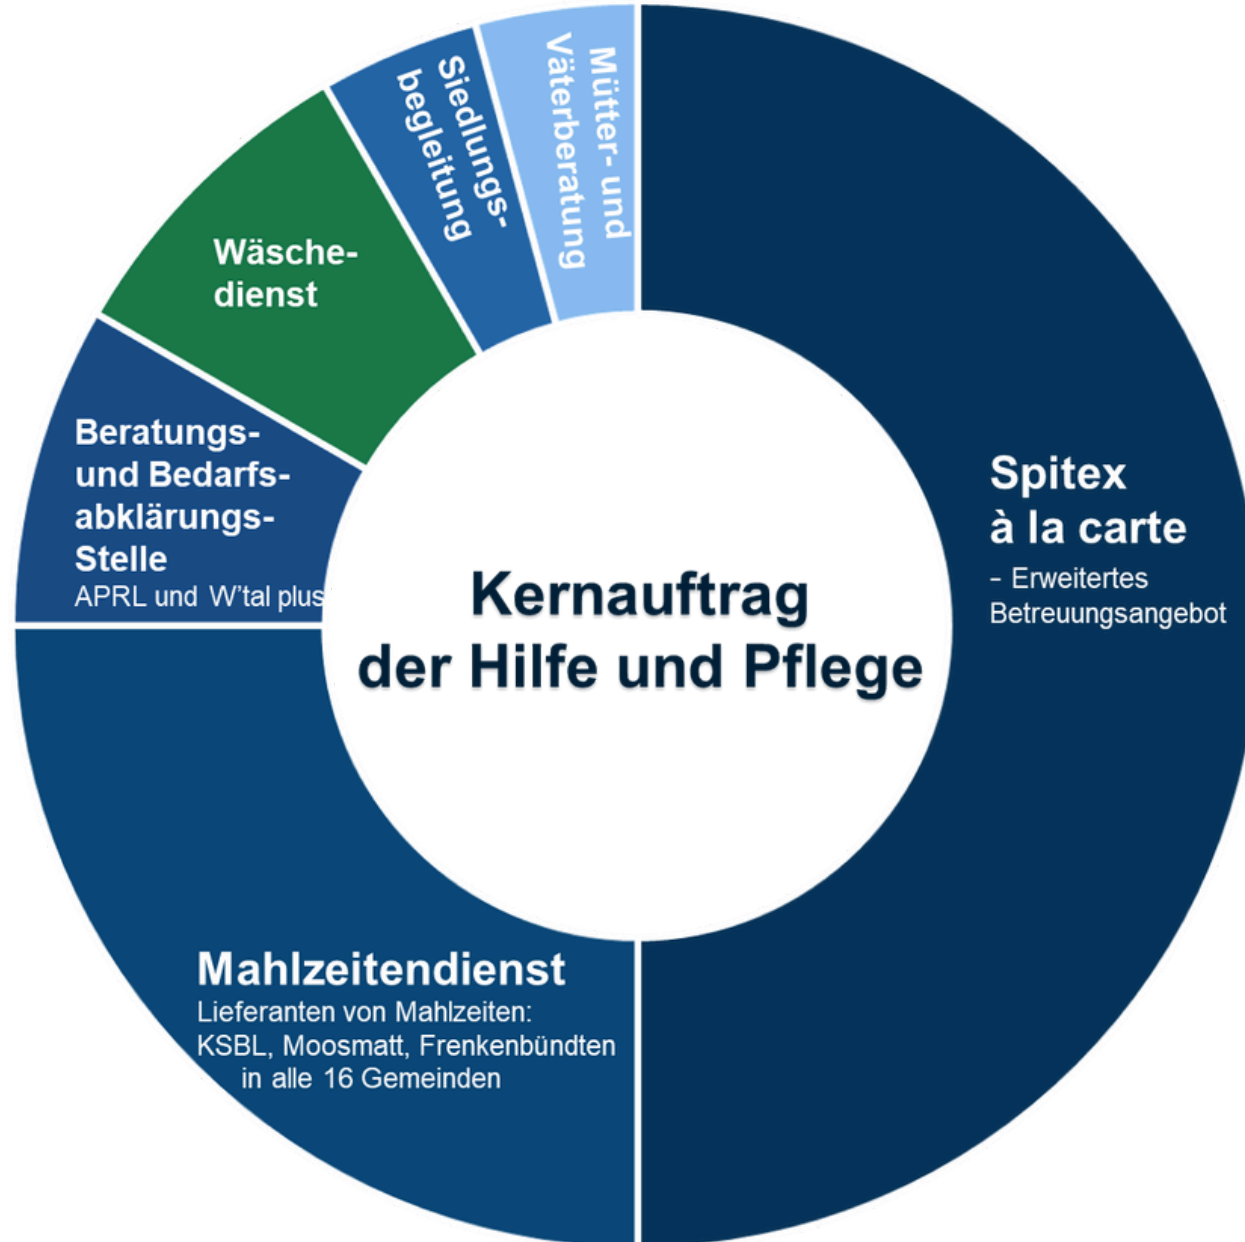 Mütter- und
Väterberatung
Siedlungs-
begleitung
Wäsche-
dienst
Beratungs-
und Bedarfs-
abklärungs-
Stelle
APRL und W'tal plus
Spitex
à la carte
- Erweitertes
Betreuungsangebot
Kernauftrag
der Hilfe und Pflege
Mahlzeitendienst
Lieferanten von Mahlzeiten:
KSBL, Moosmatt, Frenkenbündten
in alle 16 Gemeinden